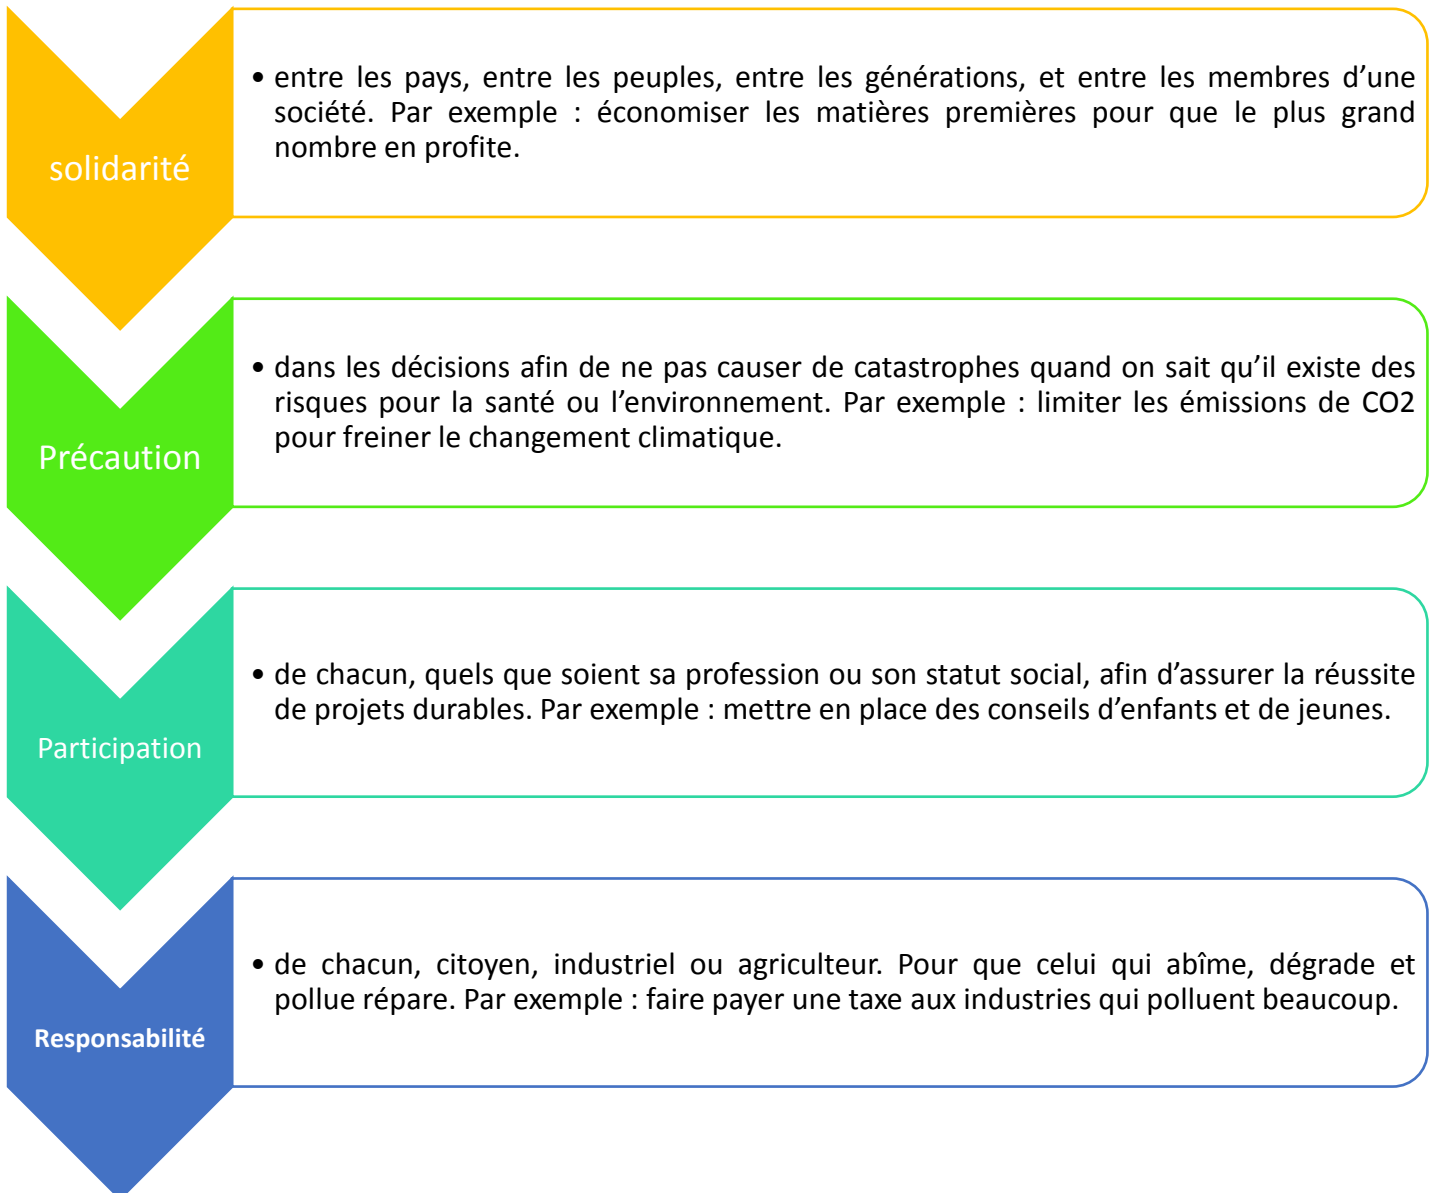 solidarité
• entre les pays, entre les peuples, entre les générations, et entre les membres d’une
société. Par exemple : économiser les matières premières pour que le plus grand
nombre en profite.
Précaution
• dans les décisions afin de ne pas causer de catastrophes quand on sait qu’il existe des
risques pour la santé ou l’environnement. Par exemple : limiter les émissions de CO2
pour freiner le changement climatique.
Participation
• de chacun, quels que soient sa profession ou son statut social, afin d’assurer la réussite
de projets durables. Par exemple : mettre en place des conseils d’enfants et de jeunes.
Responsabilité
• de chacun, citoyen, industriel ou agriculteur. Pour que celui qui abîme, dégrade et
pollue répare. Par exemple : faire payer une taxe aux industries qui polluent beaucoup.